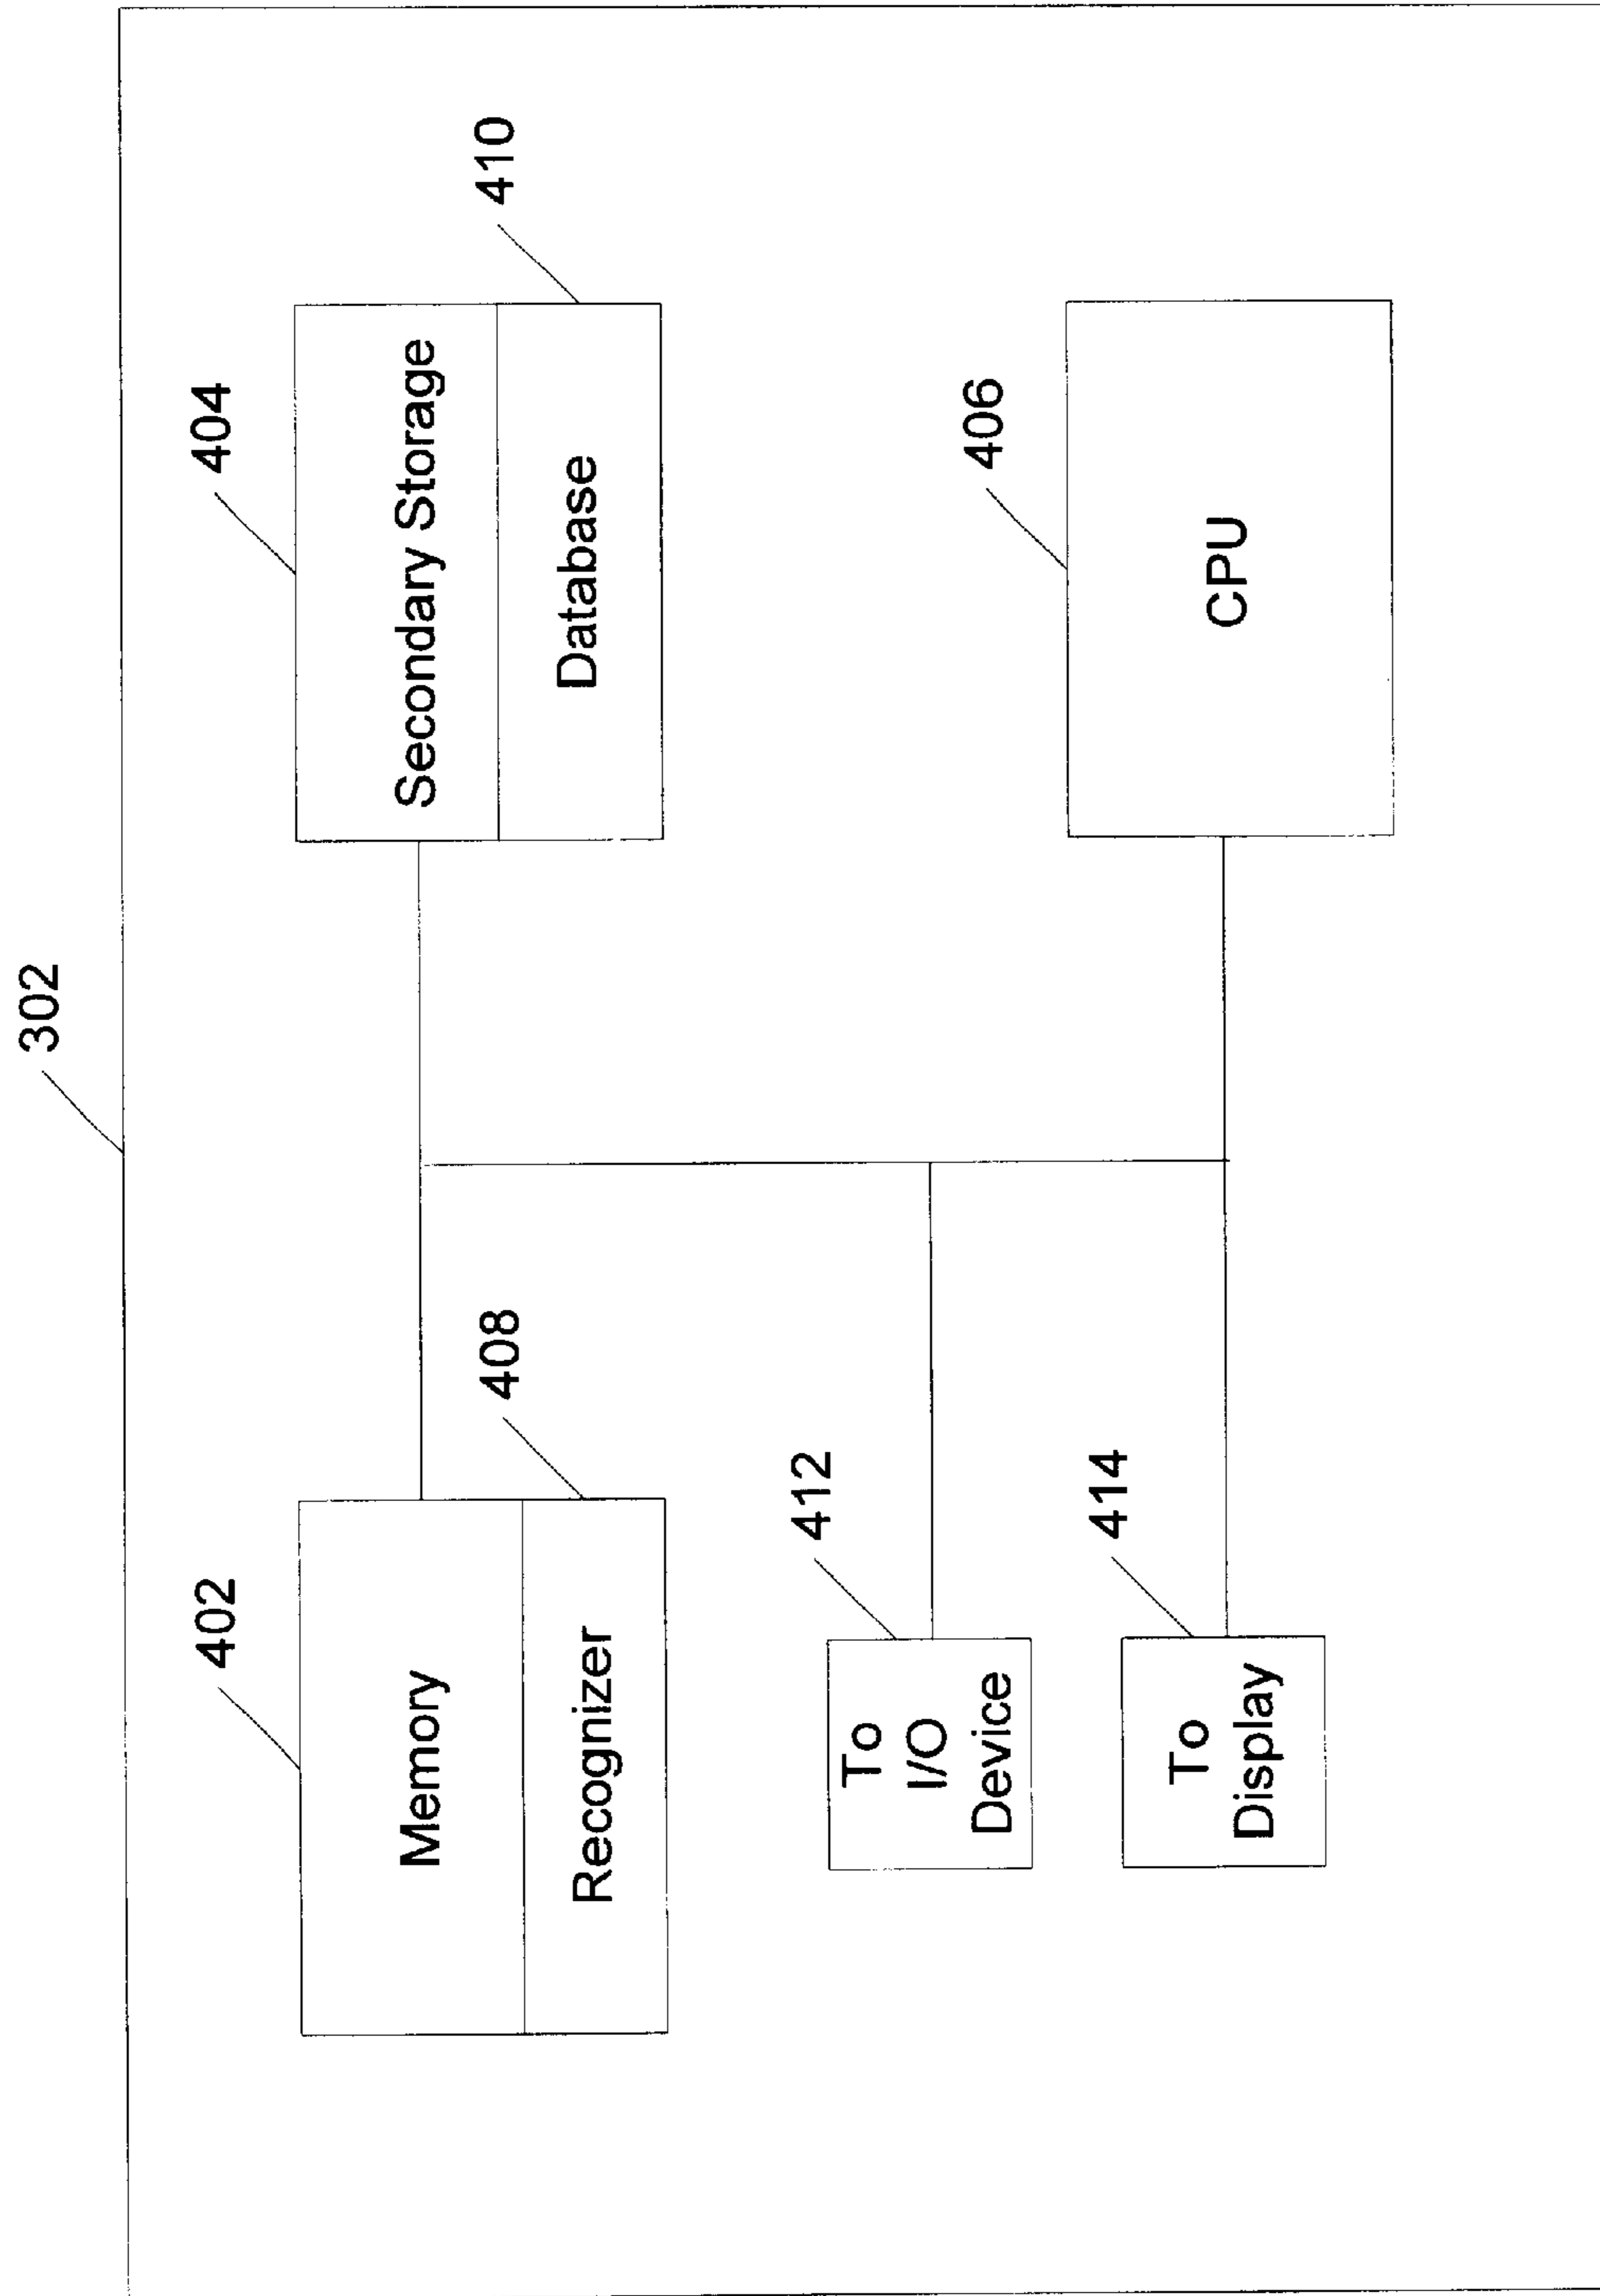 302
402
404
Memory
Secondary Storage
408
410
Recognizer
Database
412
406
To
I/O
Device
CPU
414
To
Display